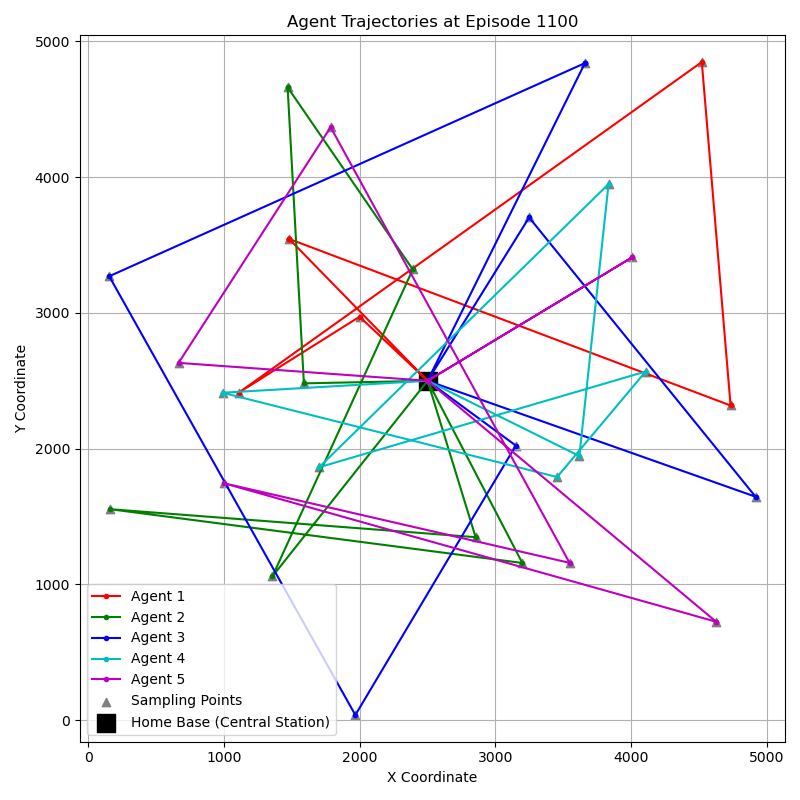 Agent Trajectories at Episode 1100
5000
4000
3000
2000
1000
0
Y Coordinate
Agent 1
Agent 2
Agent 3
Agent 4
Agent 5
Sampling Points
Home Base (Central Station)
0 1000 2000 3000 4000 5000
X Coordinate